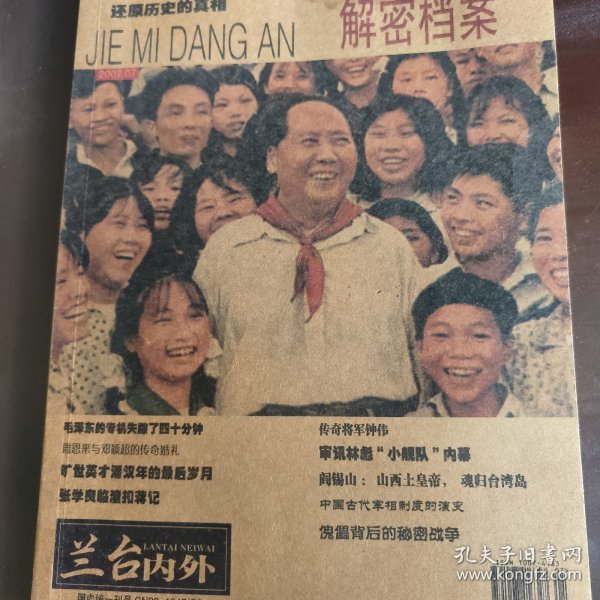 还原历史的真相
解密档案
JIE MI DANG AN
2007.07
毛泽东的专机失踪了四十分钟
周恩来与邓颖超的传奇婚礼
旷世英才潘汉年的最后岁月
张学良临潼扣蒋记
传奇将军钟伟
审讯林彪“小舰队”内幕
阎锡山：山西土皇帝，魂归台湾岛
中国古代宰相制度的演变
傀儡背后的秘密战争
LANTAI NEIWAI
兰台内外
孔夫子旧书网
www.kongfz.com